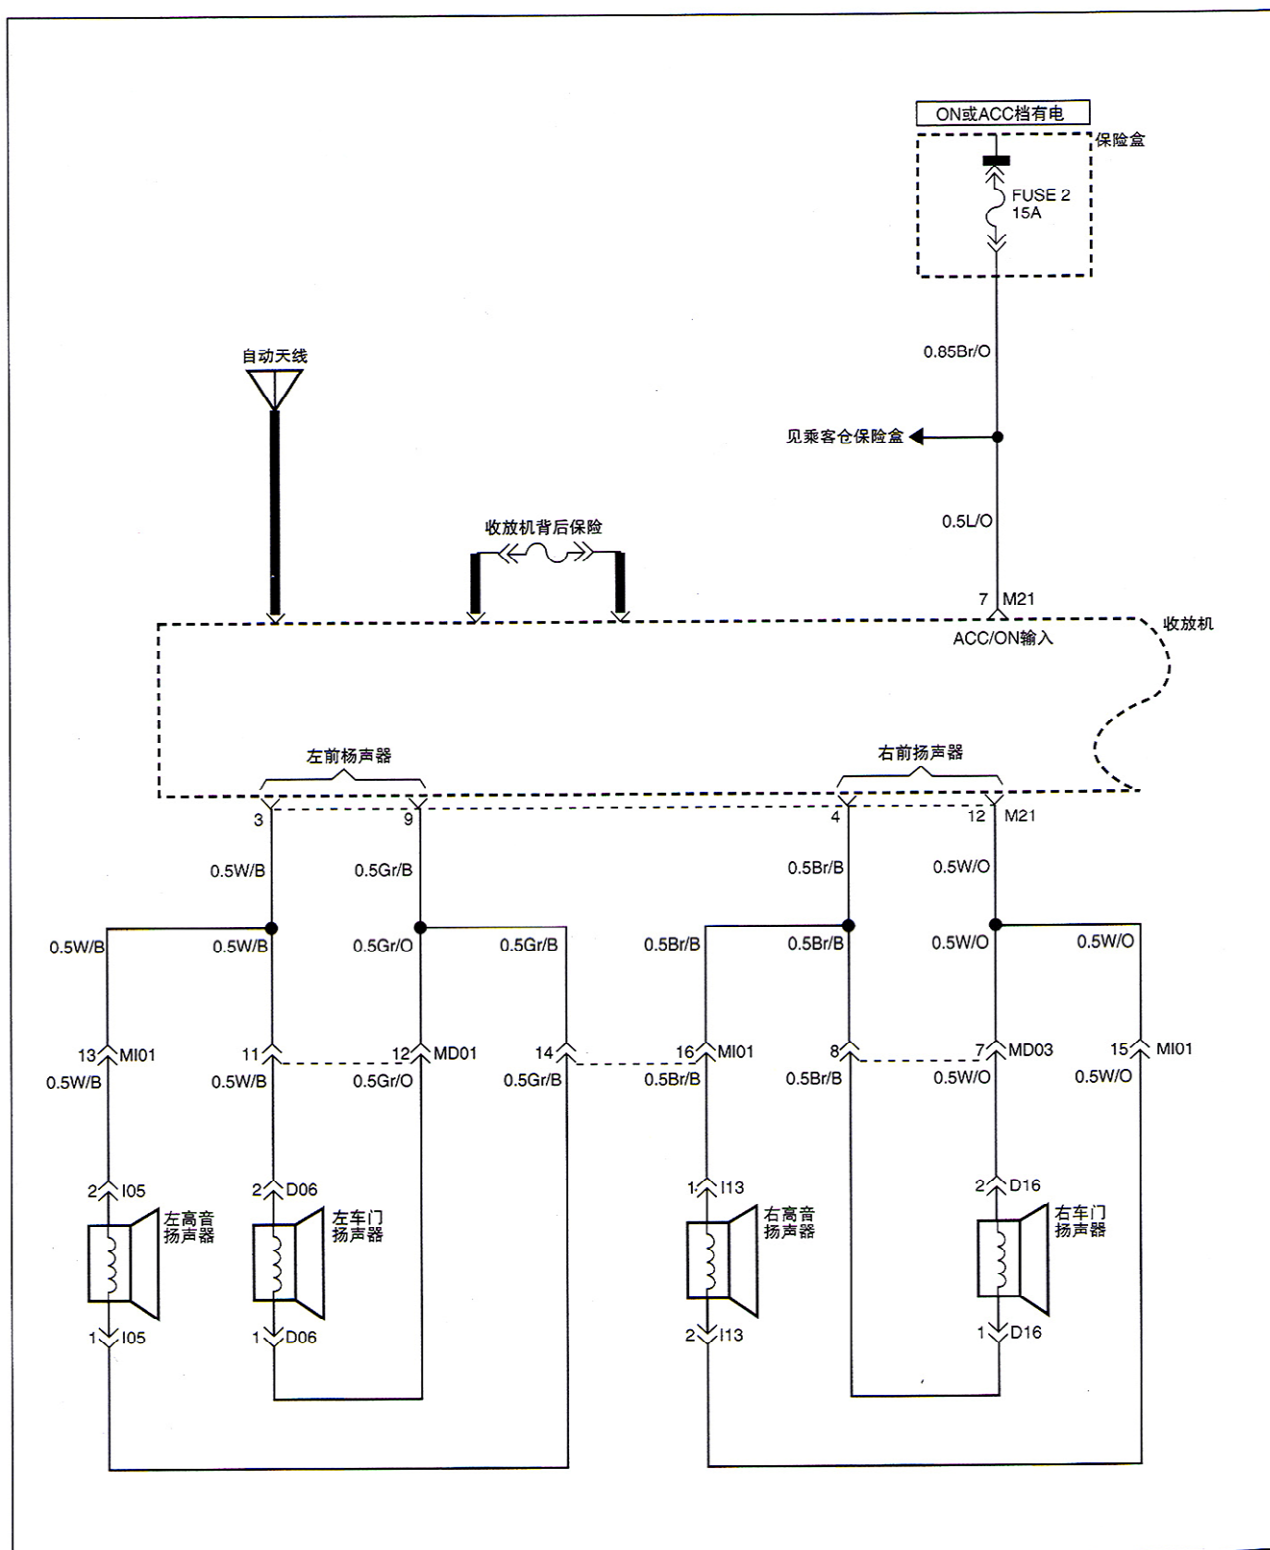 ON或ACC档有电
保险盒
FUSE 2
15A
0.85Br/O
见乘客仓保险盒
0.5L/O
自动天线
收放机背后保险
7 M21
ACC/ON输入
收放机
左前杨声器
右前扬声器
3 9 4 12 M21
0.5W/B 0.5Gr/B 0.5Br/B 0.5W/O
0.5W/B 0.5W/B 0.5Gr/O 0.5Gr/B 0.5Br/B 0.5Br/B 0.5W/O 0.5W/O
13 MI01 11 12 MD01 14 16 MI01 8 7 MD03 15 MI01
0.5W/B 0.5W/B 0.5Gr/O 0.5Gr/B 0.5Br/B 0.5Br/B 0.5W/O 0.5W/O
2 I05 2 D06 1 I13 2 D16
左高音
扬声器
左车门
扬声器
右高音
扬声器
右车门
扬声器
1 I05 1 D06 2 I13 1 D16